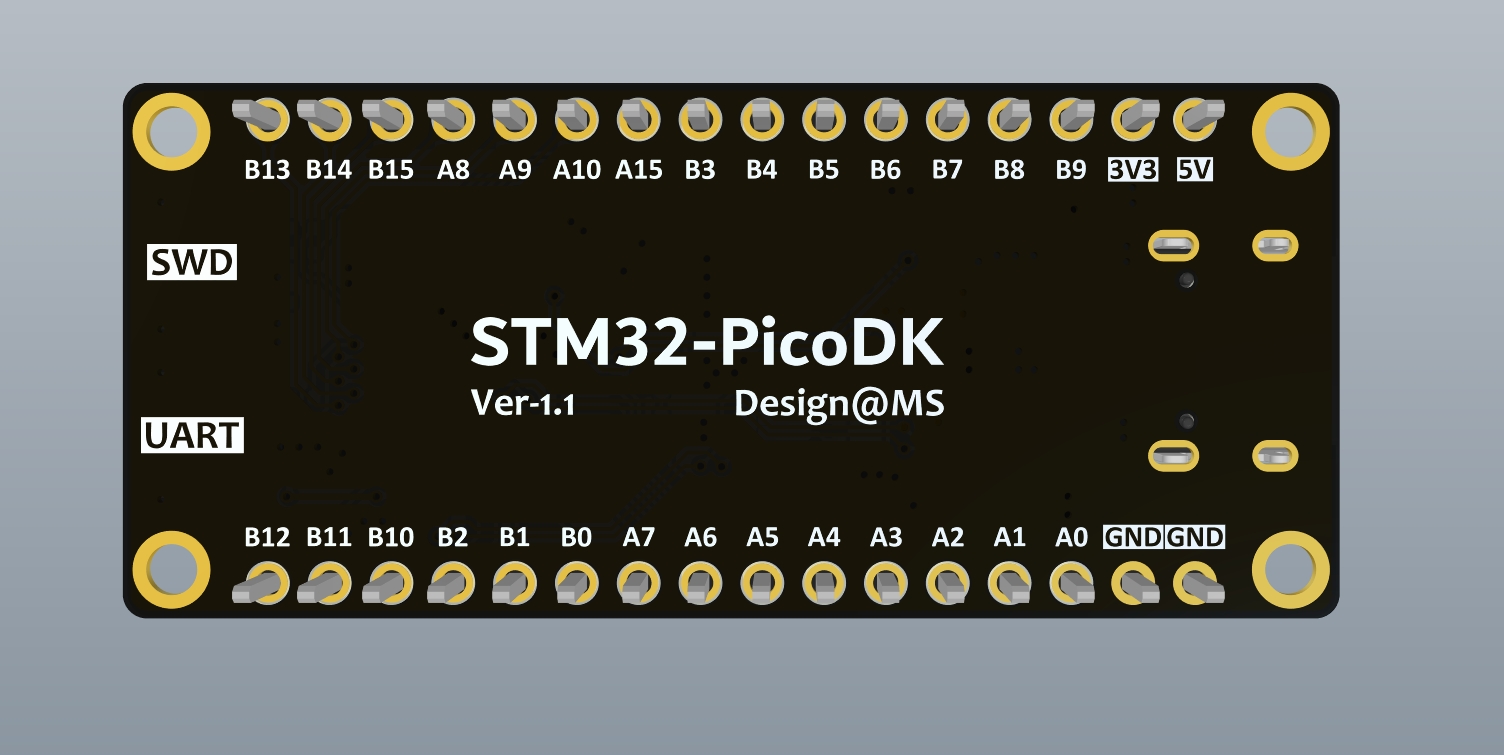 B13 B14 B15 A8 A9 A10 A15 B3 B4 B5 B6 B7 B8 B9 3V3 5V
SWD
STM32-PicoDK
Ver-1.1 Design@MS
UART
B12 B11 B10 B2 B1 B0 A7 A6 A5 A4 A3 A2 A1 A0 GND GND